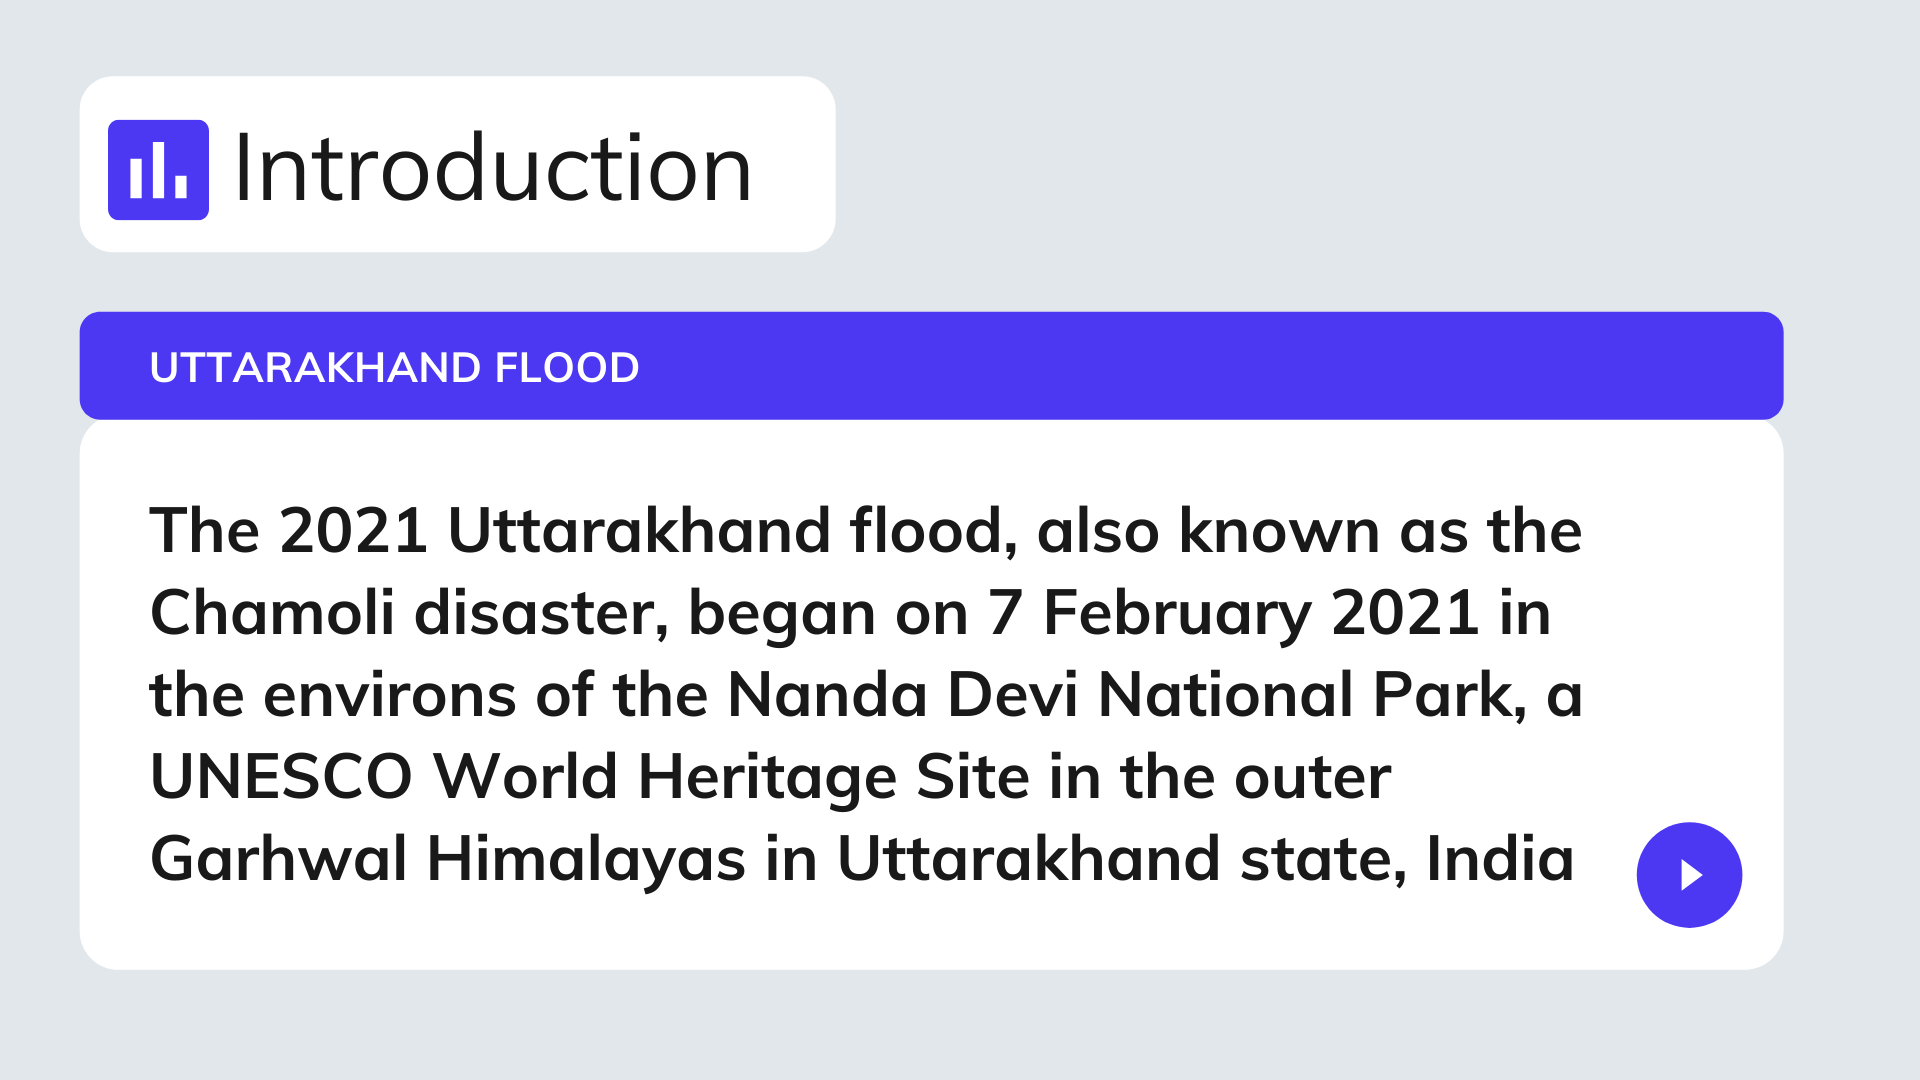 Introduction
UTTARAKHAND FLOOD
The 2021 Uttarakhand flood, also known as the
Chamoli disaster, began on 7 February 2021 in
the environs of the Nanda Devi National Park, a
UNESCO World Heritage Site in the outer
Garhwal Himalayas in Uttarakhand state, India